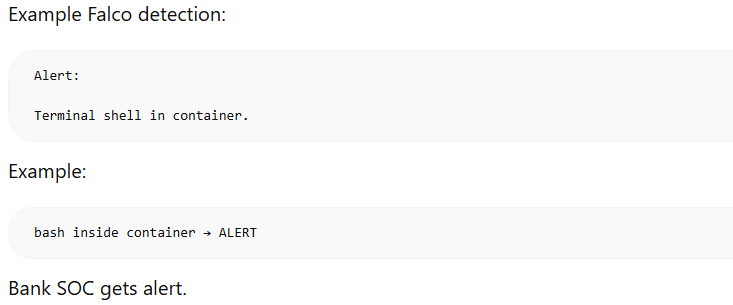 Example Falco detection:
Alert:
Terminal shell in container.
Example:
bash inside container → ALERT
Bank SOC gets alert.